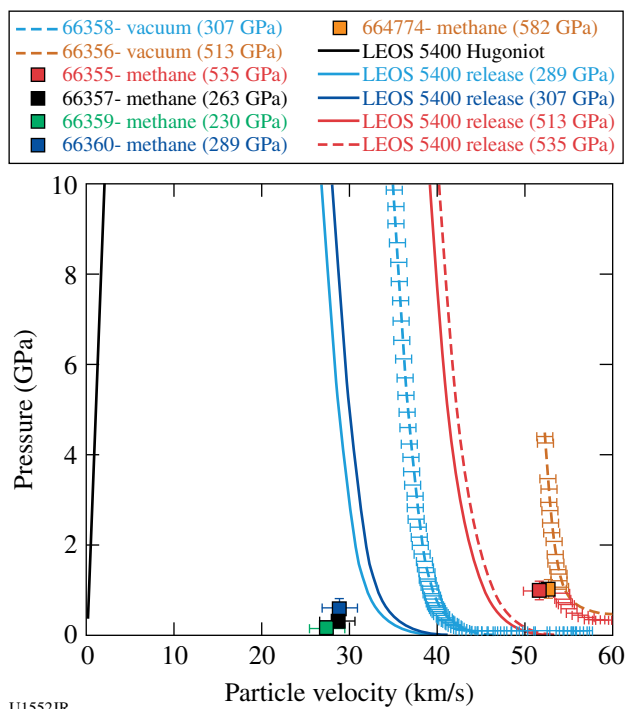 66358- vacuum (307 GPa)
66356- vacuum (513 GPa)
66355- methane (535 GPa)
66357- methane (263 GPa)
66359- methane (230 GPa)
66360- methane (289 GPa)
664774- methane (582 GPa)
LEOS 5400 Hugoniot
LEOS 5400 release (289 GPa)
LEOS 5400 release (307 GPa)
LEOS 5400 release (513 GPa)
LEOS 5400 release (535 GPa)
Pressure (GPa)
10
8
6
4
2
0
0 10 20 30 40 50 60
Particle velocity (km/s)
U1552JR